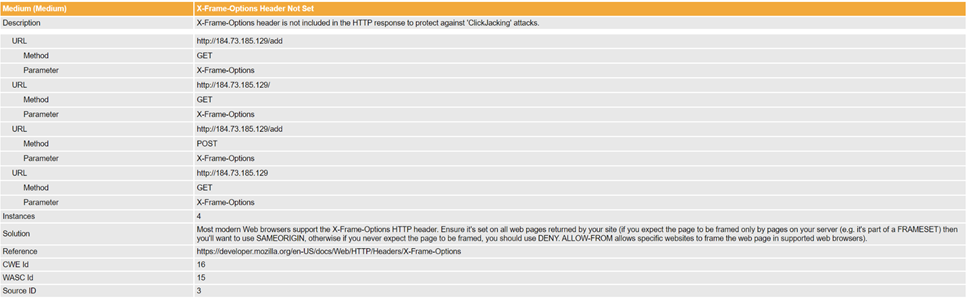 Medium (Medium) X-Frame-Options Header Not Set
Description X-Frame-Options header is not included in the HTTP response to protect against 'ClickJacking' attacks.
URL http://184.73.185.129/add
Method GET
Parameter X-Frame-Options
URL http://184.73.185.129/
Method GET
Parameter X-Frame-Options
URL http://184.73.185.129/add
Method POST
Parameter X-Frame-Options
URL http://184.73.185.129
Method GET
Parameter X-Frame-Options
Instances 4
Solution Most modern Web browsers support the X-Frame-Options HTTP header. Ensure it's set on all web pages returned by your site (if you expect the page to be framed only by pages on your server (e.g. it's part of a FRAMESET) then
you'll want to use SAMEORIGIN, otherwise if you never expect the page to be framed, you should use DENY. ALLOW-FROM allows specific websites to frame the web page in supported web browsers).
Reference https://developer.mozilla.org/en-US/docs/Web/HTTP/Headers/X-Frame-Options
CWE Id 16
WASC Id 15
Source ID 3